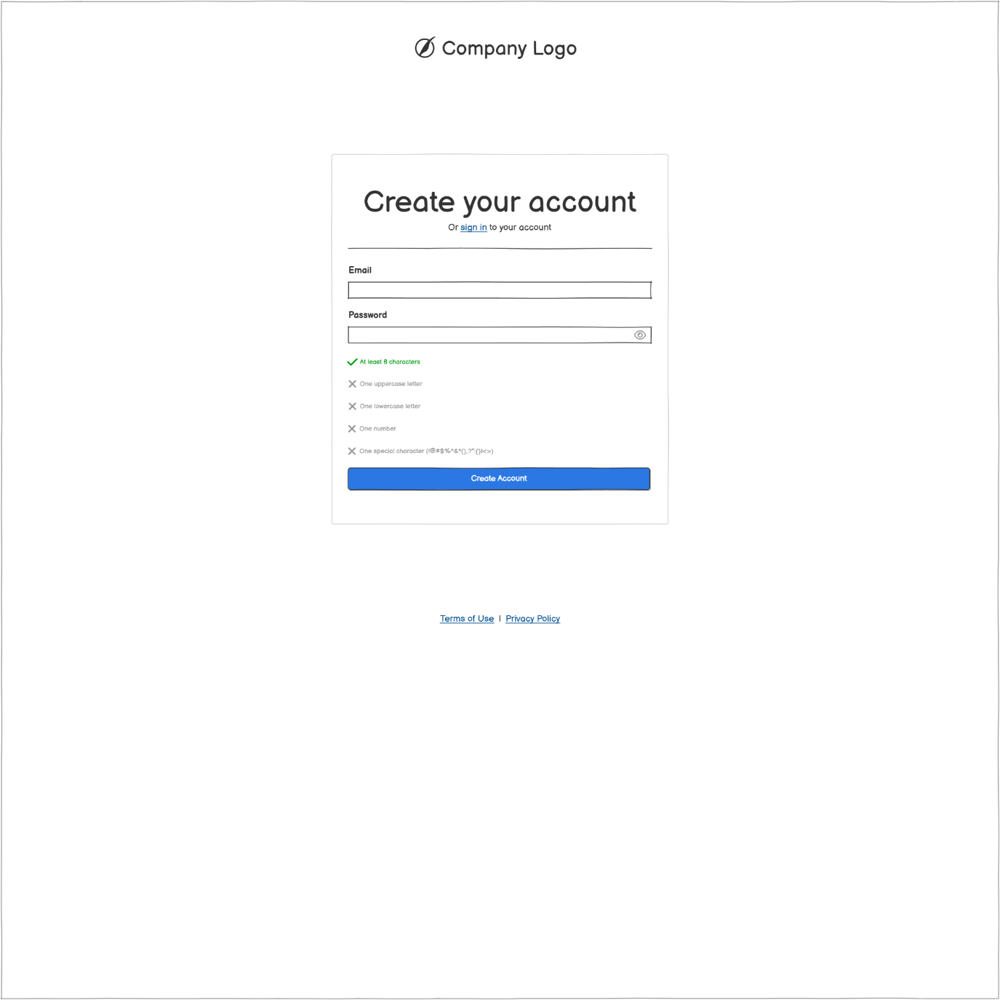 Company Logo
Create your account
Or sign in to your account
Email
Password
At least 8 characters
One uppercase letter
One lowercase letter
One number
One special character (!@#$%^&*(),.?":{}|<>)
Create Account
Terms of Use | Privacy Policy